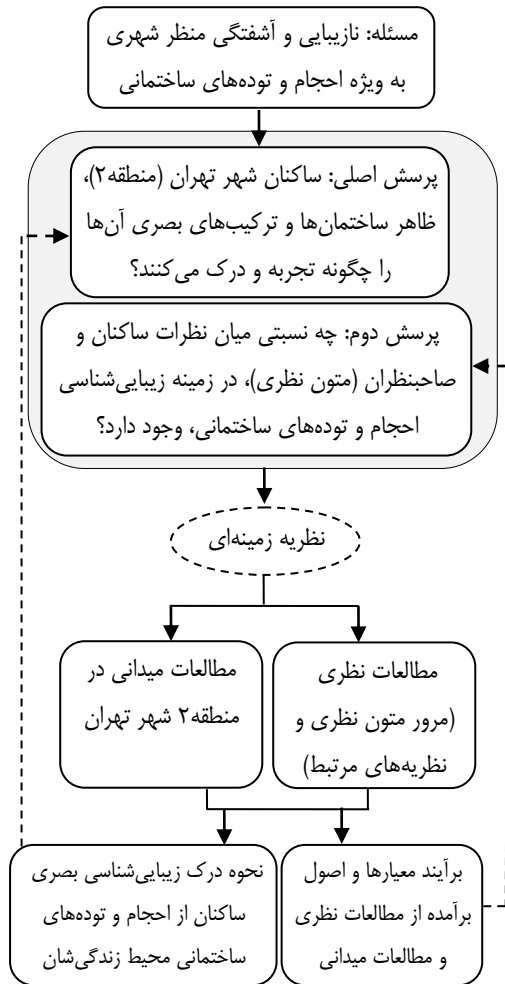 مسئله: نازیبایی و آشفتگی منظر شهری
به ویژه احجام و توده‌های ساختمانی
پرسش اصلی: ساکنان شهر تهران (منطقه۲)،
ظاهر ساختمان‌ها و ترکیب‌های بصری آن‌ها
را چگونه تجربه و درک می‌کنند؟
پرسش دوم: چه نسبتی میان نظرات ساکنان و
صاحبنظران (متون نظری)، در زمینه زیبایی‌شناسی
احجام و توده‌های ساختمانی، وجود دارد؟
نظریه زمینه‌ای
مطالعات نظری
(مرور متون نظری و
نظریه‌های مرتبط)
مطالعات میدانی در
منطقه۲ شهر تهران
برآیند معیارها و اصول
برآمده از مطالعات نظری
و مطالعات میدانی
نحوه درک زیبایی‌شناسی بصری
ساکنان از احجام و توده‌های
ساختمانی محیط زندگی‌شان